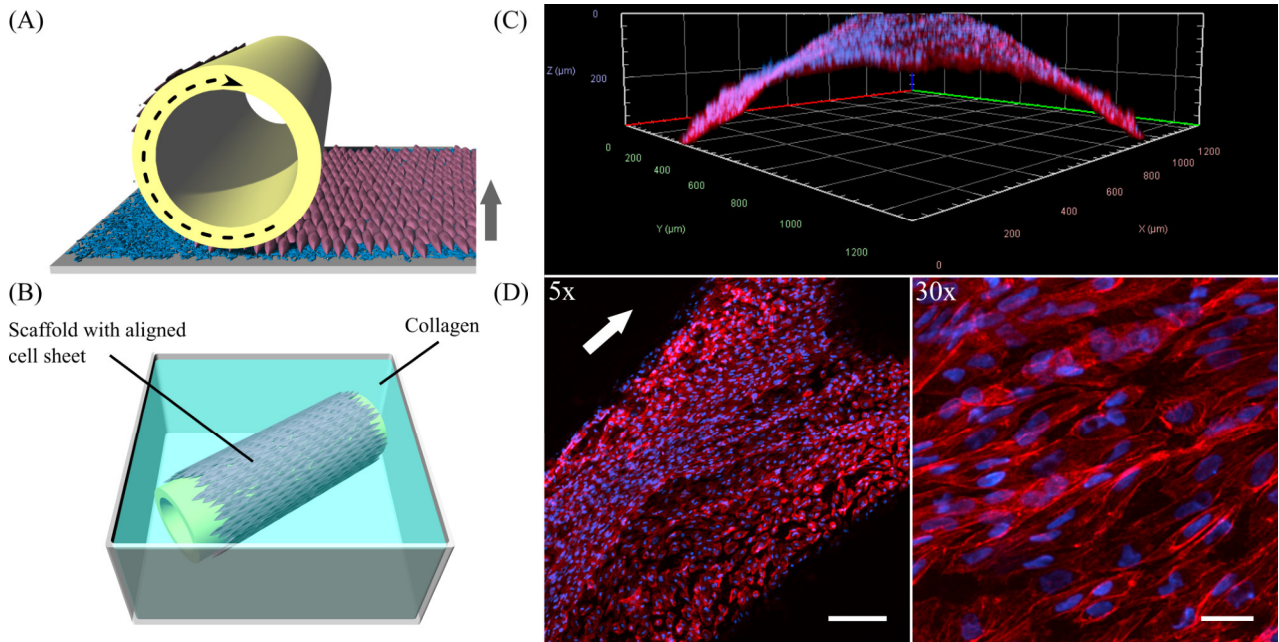 (A)
(B)
Scaffold with aligned
cell sheet
Collagen
(C)
0
Z (µm)
200
0
200
400
600
800
1000
1200
Y (µm)
1200
1000
800
600
400
200
0
X (µm)
(D)
5x
30x